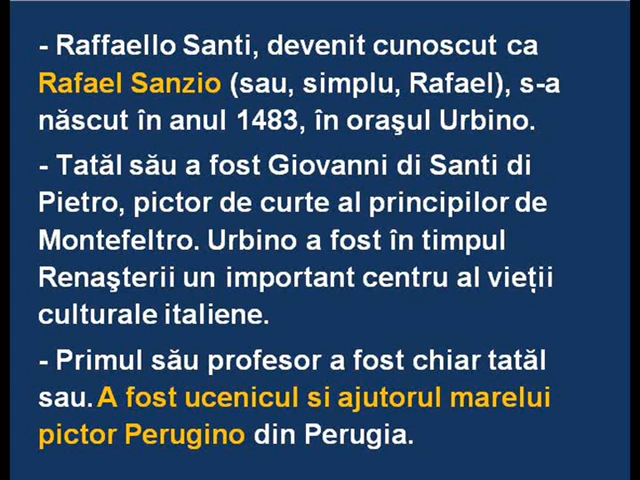 - Raffaello Santi, devenit cunoscut ca
Rafael Sanzio (sau, simplu, Rafael), s-a
născut în anul 1483, în oraşul Urbino.
- Tatăl său a fost Giovanni di Santi di
Pietro, pictor de curte al principilor de
Montefeltro. Urbino a fost în timpul
Renaşterii un important centru al vieții
culturale italiene.
- Primul său profesor a fost chiar tatăl
sau. A fost ucenicul si ajutorul marelui
pictor Perugino din Perugia.